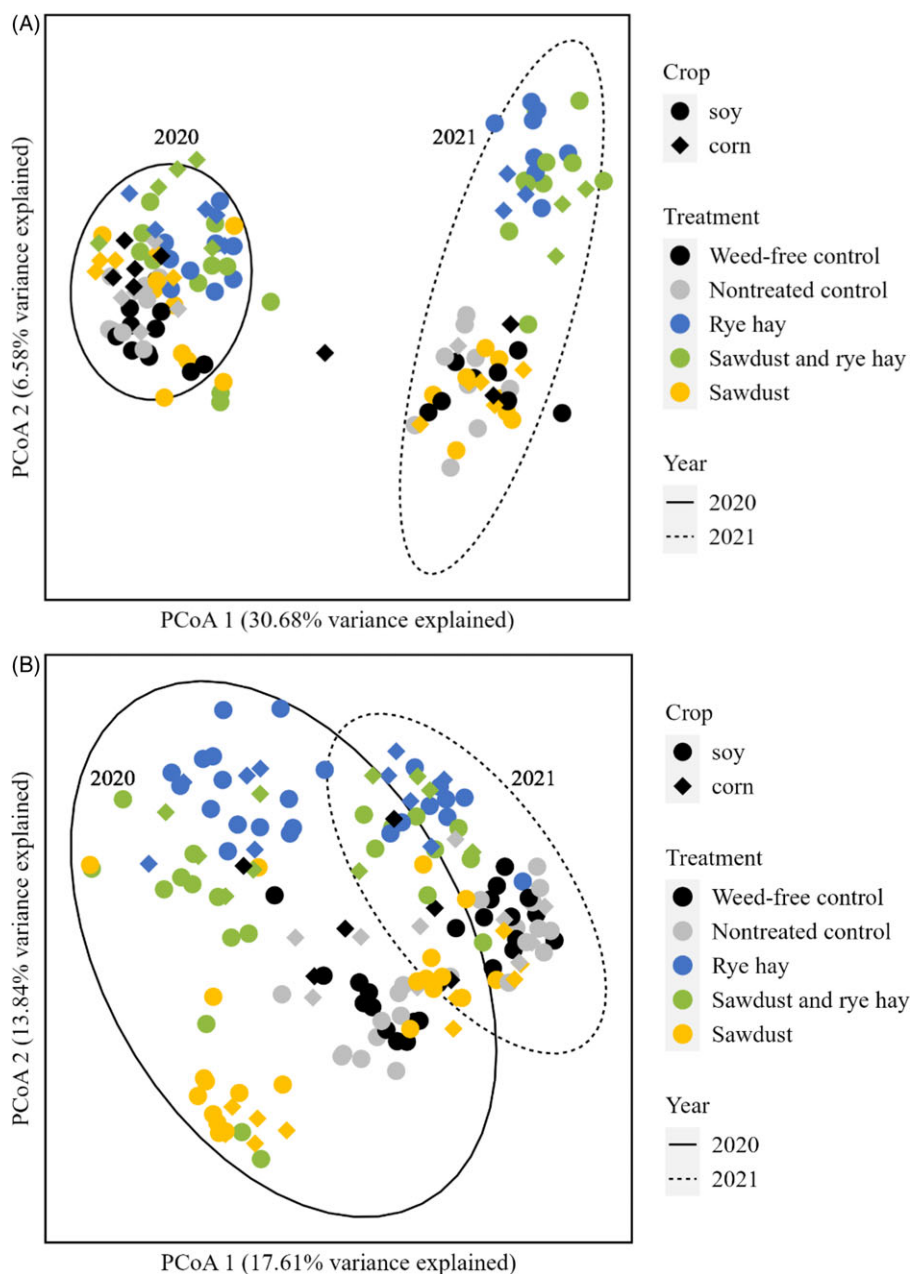 (A)
2020
2021
PCoA 2 (6.58% variance explained)
PCoA 1 (30.68% variance explained)
Crop
soy
corn
Treatment
Weed-free control
Nontreated control
Rye hay
Sawdust and rye hay
Sawdust
Year
2020
2021
(B)
2020
2021
PCoA 2 (13.84% variance explained)
PCoA 1 (17.61% variance explained)
Crop
soy
corn
Treatment
Weed-free control
Nontreated control
Rye hay
Sawdust and rye hay
Sawdust
Year
2020
2021